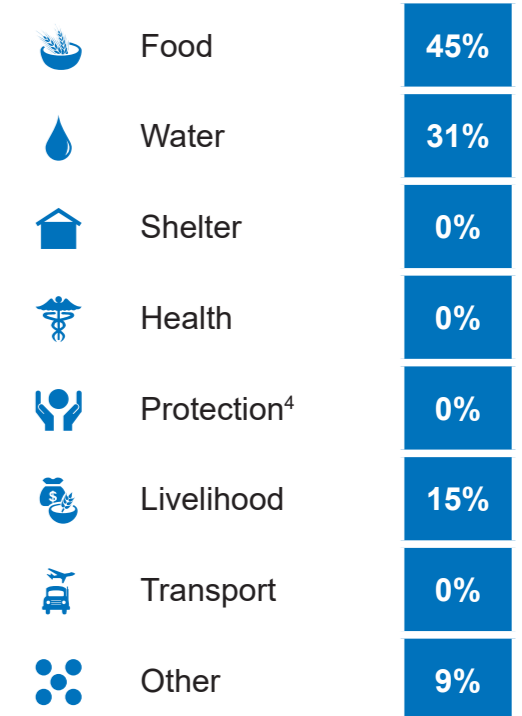 Food 45%
Water 31%
Shelter 0%
Health 0%
Protection⁴ 0%
$ Livelihood 15%
Transport 0%
Other 9%